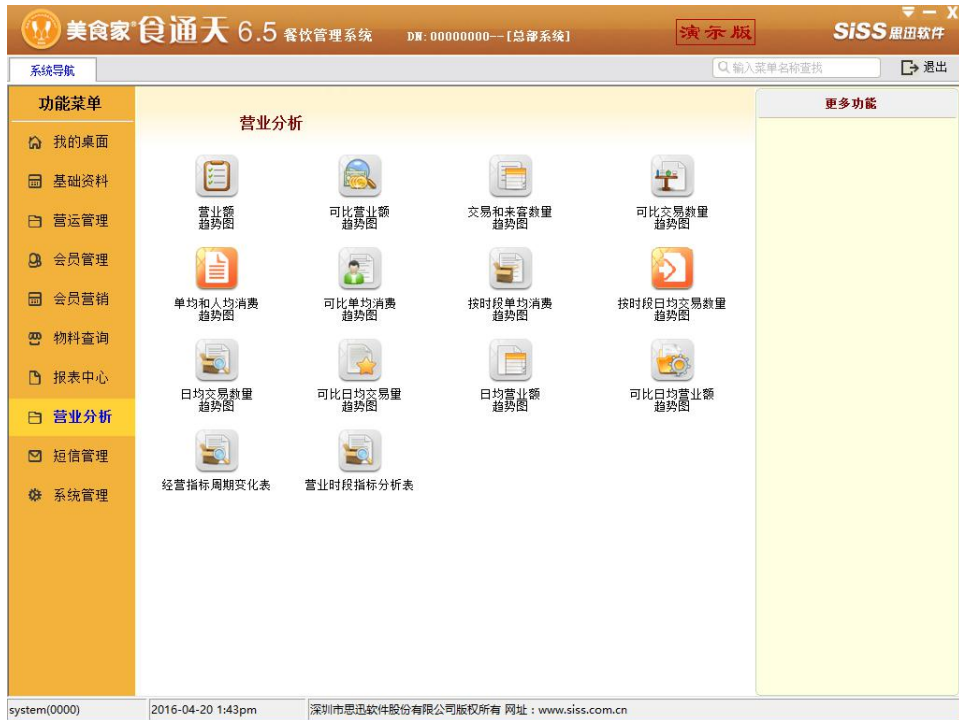 美食家®食通天 6.5 餐饮管理系统 DN:00000000--[总部系统] 演示版 SiSS 思迅软件
系统导航 输入菜单名称查找 退出
功能菜单
我的桌面
基础资料
营运管理
会员管理
会员营销
物料查询
报表中心
营业分析
短信管理
系统管理
营业分析
营业额
趋势图
可比营业额
趋势图
交易和来客数量
趋势图
可比交易数量
趋势图
单均和人均消费
趋势图
可比单均消费
趋势图
按时段单均消费
趋势图
按时段日均交易数量
趋势图
日均交易数量
趋势图
可比日均交易量
趋势图
日均营业额
趋势图
可比日均营业额
趋势图
经营指标周期变化表
营业时段指标分析表
更多功能
system(0000) 2016-04-20 1:43pm 深圳市思迅软件股份有限公司版权所有 网址：www.siss.com.cn